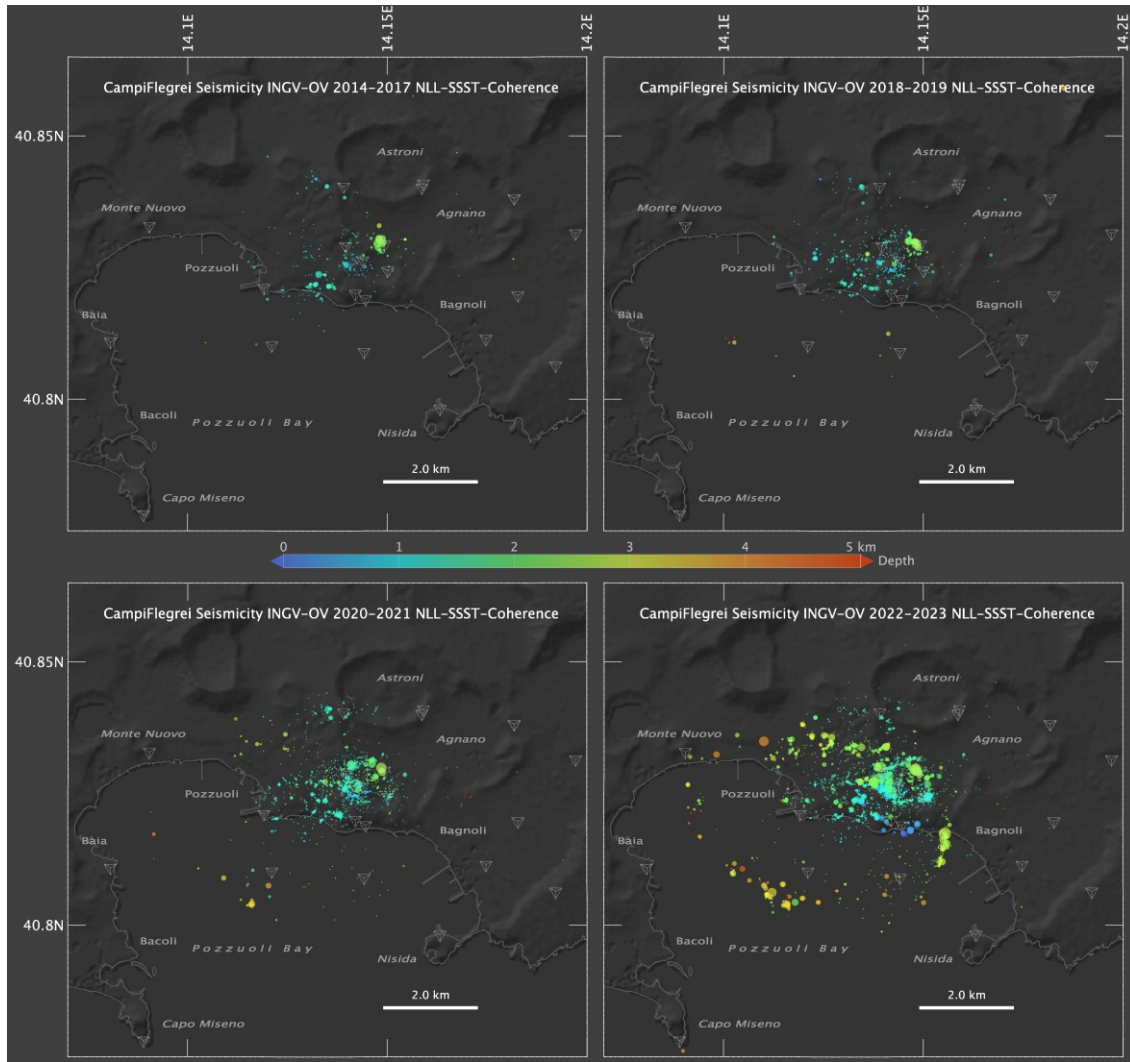 14.1E 14.15E 14.2E 14.1E 14.15E 14.2E
CampiFlegrei Seismicity INGV-OV 2014-2017 NLL-SSST-Coherence
CampiFlegrei Seismicity INGV-OV 2018-2019 NLL-SSST-Coherence
40.85N
Astroni
Astroni
Monte Nuovo
Agnano
Monte Nuovo
Agnano
Pozzuoli
Pozzuoli
Bagnoli
Bagnoli
Baia
Baia
40.8N
Bacoli
Pozzuoli Bay
Nisida
Bacoli
Pozzuoli Bay
Nisida
2.0 km
2.0 km
Capo Miseno
Capo Miseno
0 1 2 3 4 5 km
Depth
CampiFlegrei Seismicity INGV-OV 2020-2021 NLL-SSST-Coherence
CampiFlegrei Seismicity INGV-OV 2022-2023 NLL-SSST-Coherence
40.85N
Astroni
Astroni
Monte Nuovo
Agnano
Monte Nuovo
Agnano
Pozzuoli
Pozzuoli
Bagnoli
Bagnoli
Baia
Baia
40.8N
Bacoli
Pozzuoli Bay
Nisida
Bacoli
Pozzuoli Bay
Nisida
2.0 km
2.0 km
Capo Miseno
Capo Miseno